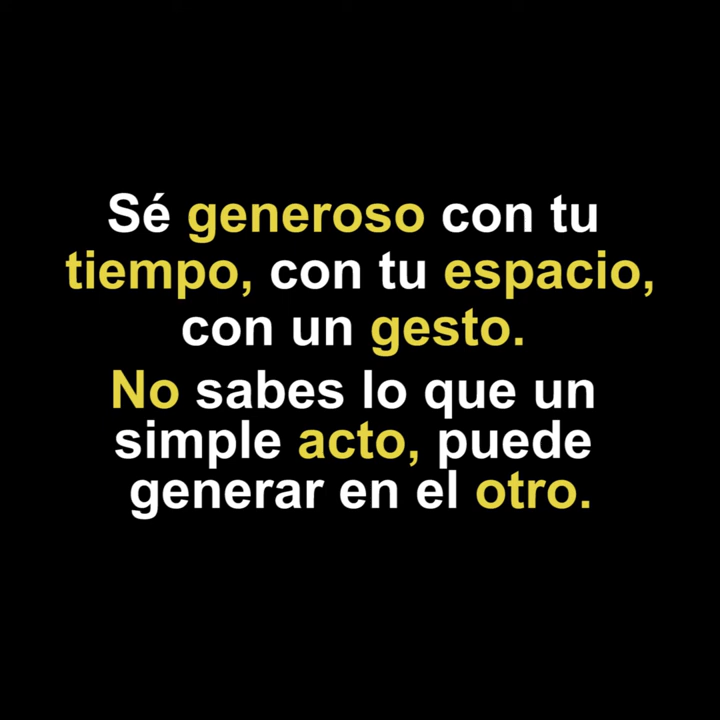 Sé generoso con tu
tiempo, con tu espacio,
con un gesto.
No sabes lo que un
simple acto, puede
generar en el otro.